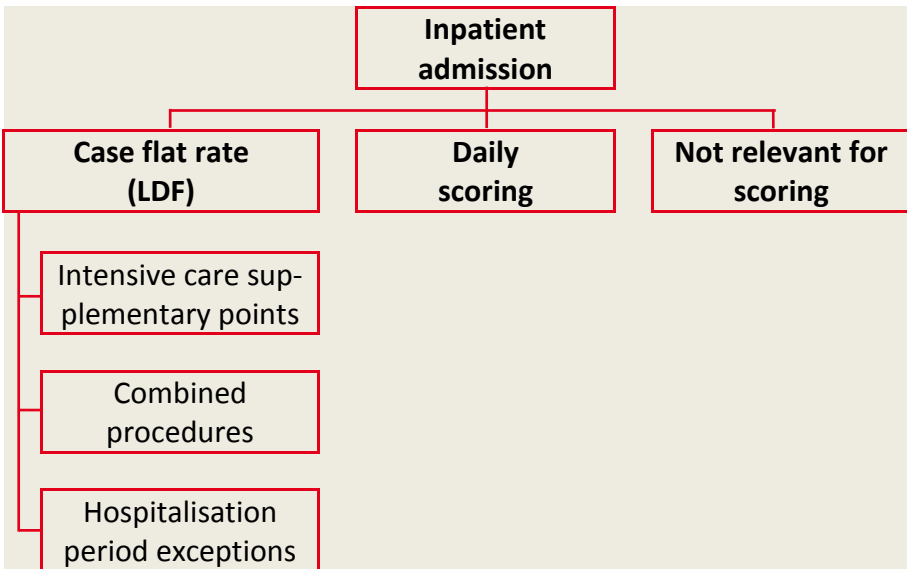 Inpatient
admission
Case flat rate
(LDF)
Daily
scoring
Not relevant for
scoring
Intensive care sup-
plementary points
Combined
procedures
Hospitalisation
period exceptions